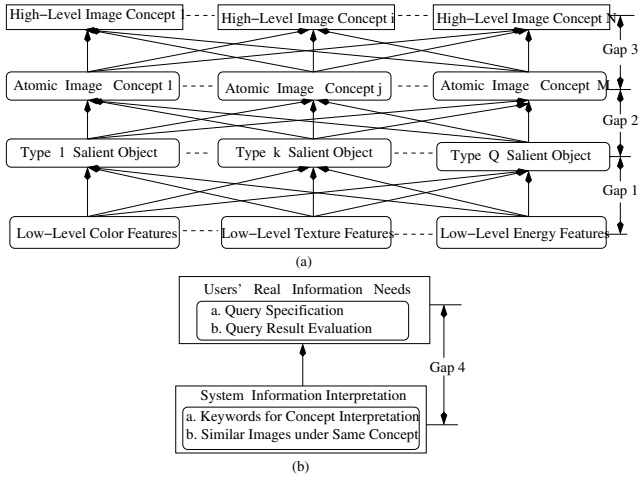 High−Level Image Concept 1
High−Level Image Concept i
High−Level Image Concept N
Gap 3
Atomic Image Concept 1
Atomic Image Concept j
Atomic Image Concept M
Gap 2
Type 1 Salient Object
Type k Salient Object
Type Q Salient Object
Gap 1
Low−Level Color Features
Low−Level Texture Features
Low−Level Energy Features
(a)
Users' Real Information Needs
a. Query Specification
b. Query Result Evaluation
Gap 4
System Information Interpretation
a. Keywords for Concept Interpretation
b. Similar Images under Same Concept
(b)